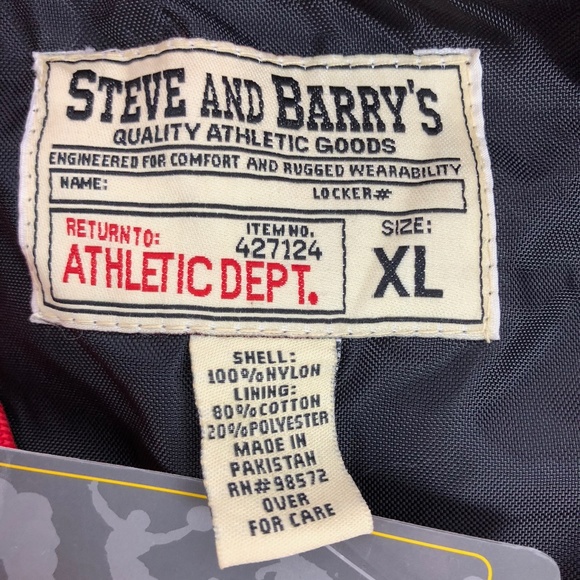 STEVE AND BARRY'S
QUALITY ATHLETIC GOODS
ENGINEERED FOR COMFORT AND RUGGED WEARABILITY
NAME: LOCKER#
RETURN TO:
ATHLETIC DEPT.
ITEM NO.
427124
SIZE:
XL
SHELL:
100%NYLON
LINING:
80%COTTON
20%POLYESTER
MADE IN
PAKISTAN
RN#98572
OVER
FOR CARE